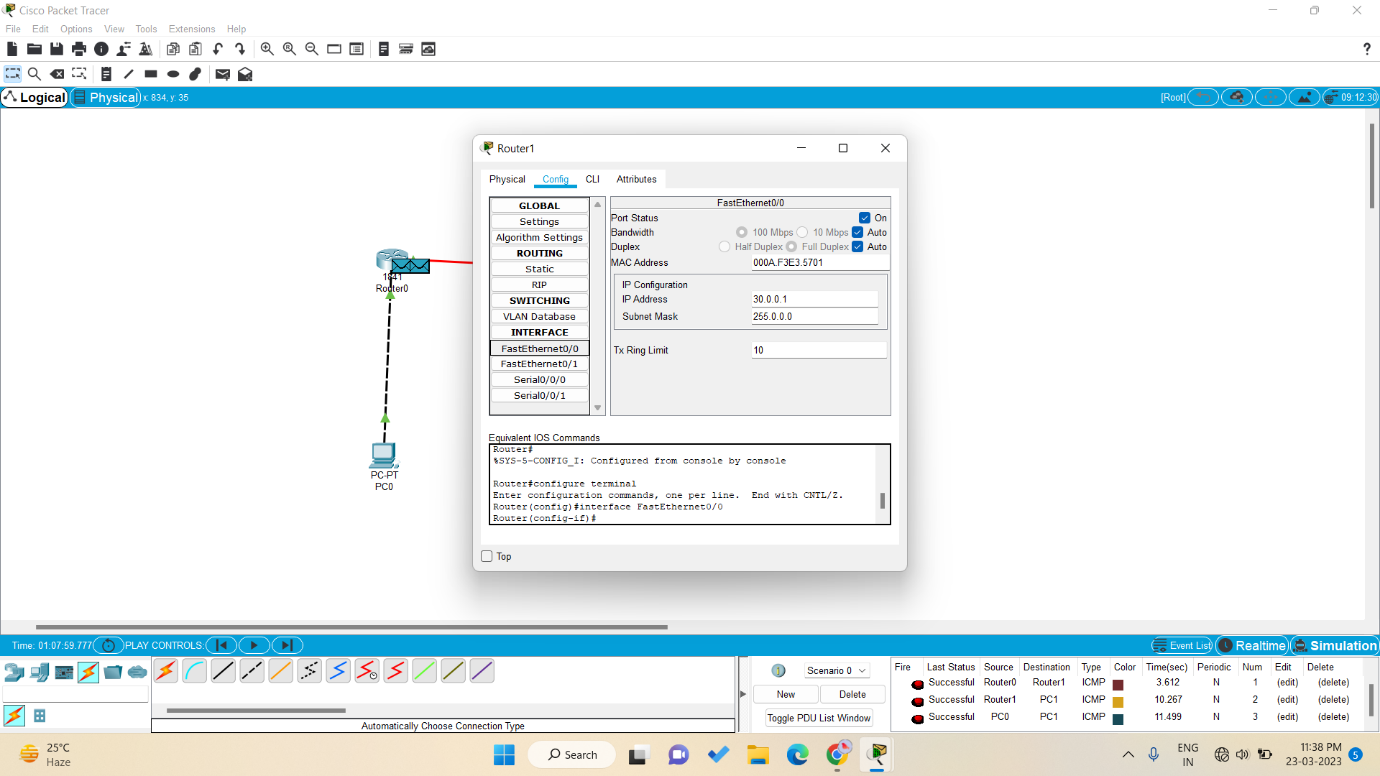 Cisco Packet Tracer
File Edit Options View Tools Extensions Help
?
Logical Physical x: 834, y: 35 [Root] 09:12:30
Router1
Physical Config CLI Attributes
GLOBAL
Settings
Algorithm Settings
ROUTING
Static
RIP
SWITCHING
VLAN Database
INTERFACE
FastEthernet0/0
FastEthernet0/1
Serial0/0/0
Serial0/0/1
FastEthernet0/0
Port Status On
Bandwidth 100 Mbps 10 Mbps Auto
Duplex Half Duplex Full Duplex Auto
MAC Address 000A.F3E3.5701
IP Configuration
IP Address 30.0.0.1
Subnet Mask 255.0.0.0
Tx Ring Limit 10
Equivalent IOS Commands
Router#
%SYS-5-CONFIG_I: Configured from console by console
Router#configure terminal
Enter configuration commands, one per line. End with CNTL/Z.
Router(config)#interface FastEthernet0/0
Router(config-if)#
Top
1841
Router0
PC-PT
PC0
Time: 01:07:59.777 PLAY CONTROLS: Event List Realtime Simulation
Automatically Choose Connection Type
Scenario 0
New Delete
Toggle PDU List Window
Fire Last Status Source Destination Type Color Time(sec) Periodic Num Edit Delete
Successful Router0 Router1 ICMP 3.612 N 1 (edit) (delete)
Successful Router1 PC1 ICMP 10.267 N 2 (edit) (delete)
Successful PC0 PC1 ICMP 11.499 N 3 (edit) (delete)
25°C
Haze
Search
ENG
IN
11:38 PM
23-03-2023
5